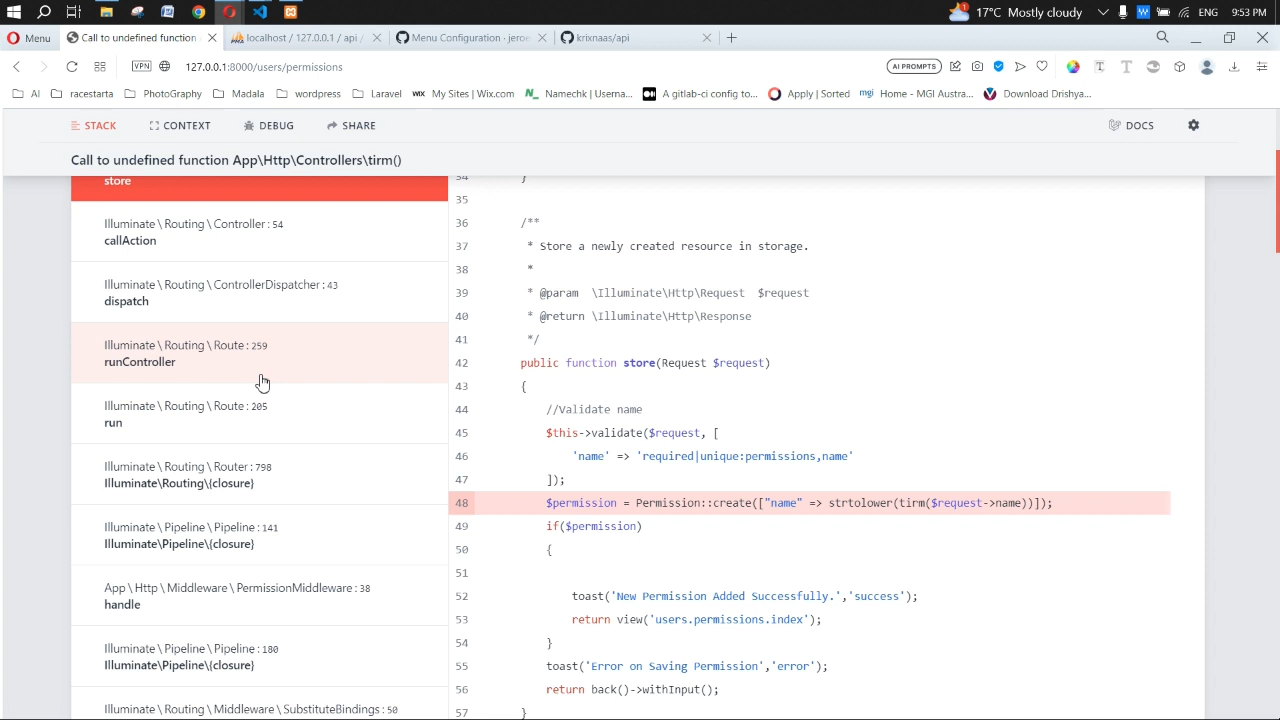 17°C Mostly cloudy
ENG
9:53 PM
Menu
Call to undefined function
localhost / 127.0.0.1 / api /
Menu Configuration · jeroe
krixnaas/api
VPN
127.0.0.1:8000/users/permissions
AI PROMPTS
AI
racestarta
PhotoGraphy
Madala
wordpress
Laravel
WIX My Sites | Wix.com
Namechk | Userna...
A gitlab-ci config to...
Apply | Sorted
mgi Home - MGI Austra...
Download Drishya...
STACK
CONTEXT
DEBUG
SHARE
DOCS
Call to undefined function App\Http\Controllers\tirm()
store
Illuminate \ Routing \ Controller : 54
callAction
Illuminate \ Routing \ ControllerDispatcher : 43
dispatch
Illuminate \ Routing \ Route : 259
runController
Illuminate \ Routing \ Route : 205
run
Illuminate \ Routing \ Router : 798
Illuminate\Routing\{closure}
Illuminate \ Pipeline \ Pipeline : 141
Illuminate\Pipeline\{closure}
App \ Http \ Middleware \ PermissionMiddleware : 38
handle
Illuminate \ Pipeline \ Pipeline : 180
Illuminate\Pipeline\{closure}
Illuminate \ Routing \ Middleware \ SubstituteBindings : 50
34 }
35
36 /**
37 * Store a newly created resource in storage.
38 *
39 * @param \Illuminate\Http\Request $request
40 * @return \Illuminate\Http\Response
41 */
42 public function store(Request $request)
43 {
44 //Validate name
45 $this->validate($request, [
46 'name' => 'required|unique:permissions,name'
47 ]);
48 $permission = Permission::create(["name" => strtolower(tirm($request->name))]);
49 if($permission)
50 {
51
52 toast('New Permission Added Successfully.','success');
53 return view('users.permissions.index');
54 }
55 toast('Error on Saving Permission','error');
56 return back()->withInput();
57 }